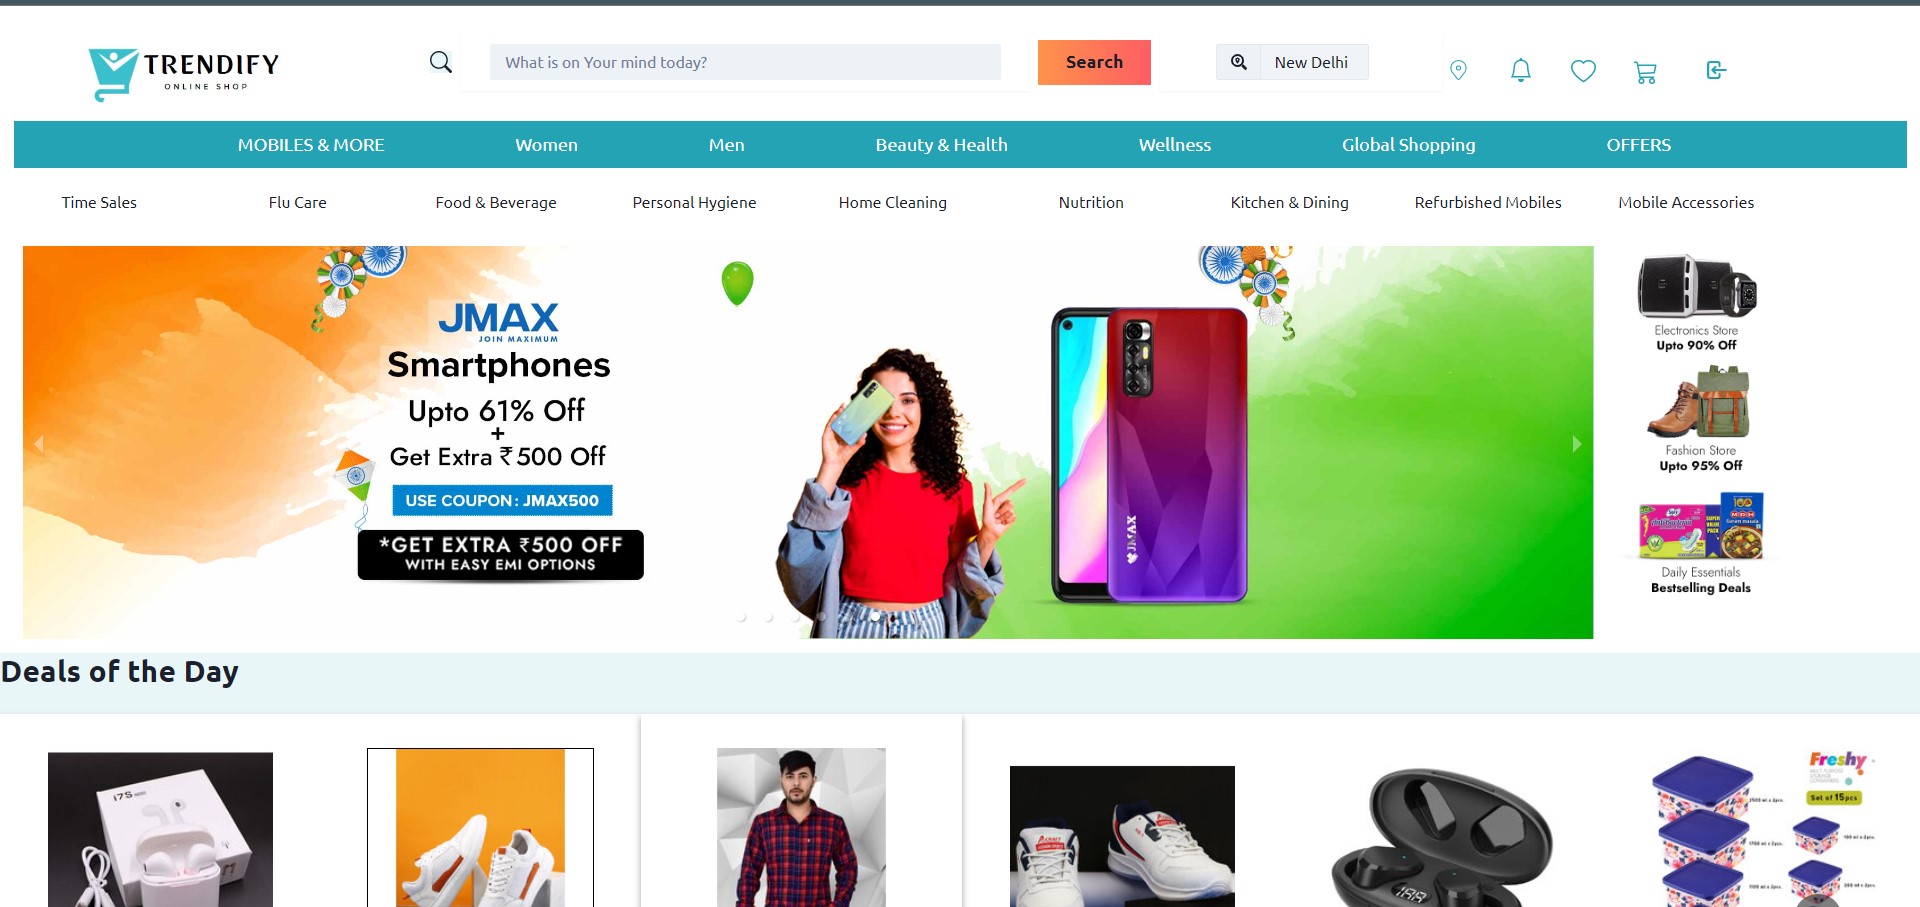 TRENDIFY
ONLINE SHOP
What is on Your mind today?
Search
New Delhi
MOBILES & MORE
Women
Men
Beauty & Health
Wellness
Global Shopping
OFFERS
Time Sales
Flu Care
Food & Beverage
Personal Hygiene
Home Cleaning
Nutrition
Kitchen & Dining
Refurbished Mobiles
Mobile Accessories
JMAX
JOIN MAXIMUM
Smartphones
Upto 61% Off
+
Get Extra ₹500 Off
USE COUPON: JMAX500
*GET EXTRA ₹500 OFF
WITH EASY EMI OPTIONS
JMAX
Electronics Store
Upto 90% Off
Fashion Store
Upto 95% Off
Daily Essentials
Bestselling Deals
Deals of the Day
i7S
Freshy
Set of 15pcs